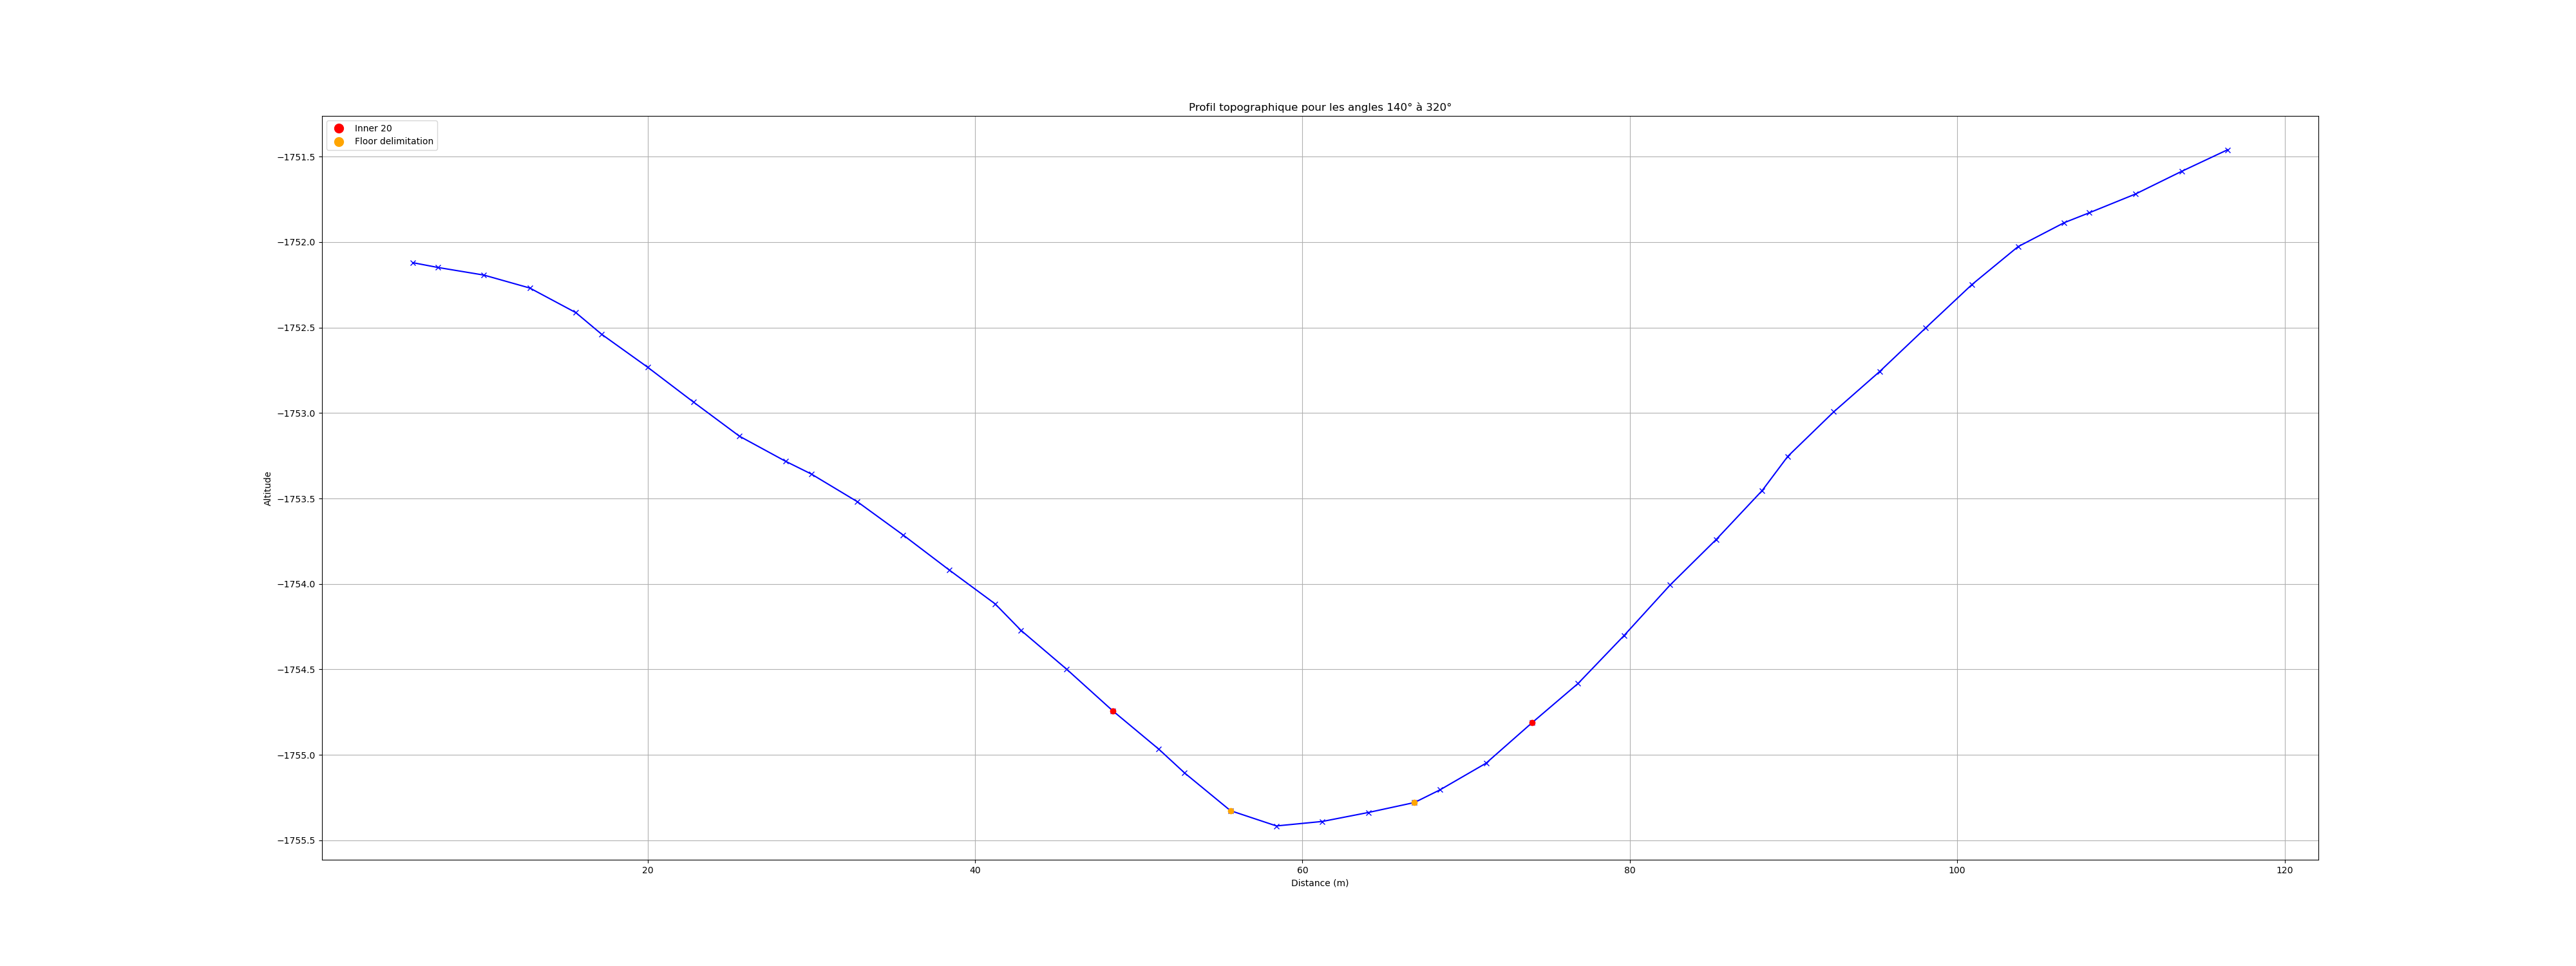 Profil topographique pour les angles 140° à 320°
Inner 20
Floor delimitation
−1751.5
−1752.0
−1752.5
−1753.0
−1753.5
−1754.0
−1754.5
−1755.0
−1755.5
Altitude
20 40 60 80 100 120
Distance (m)